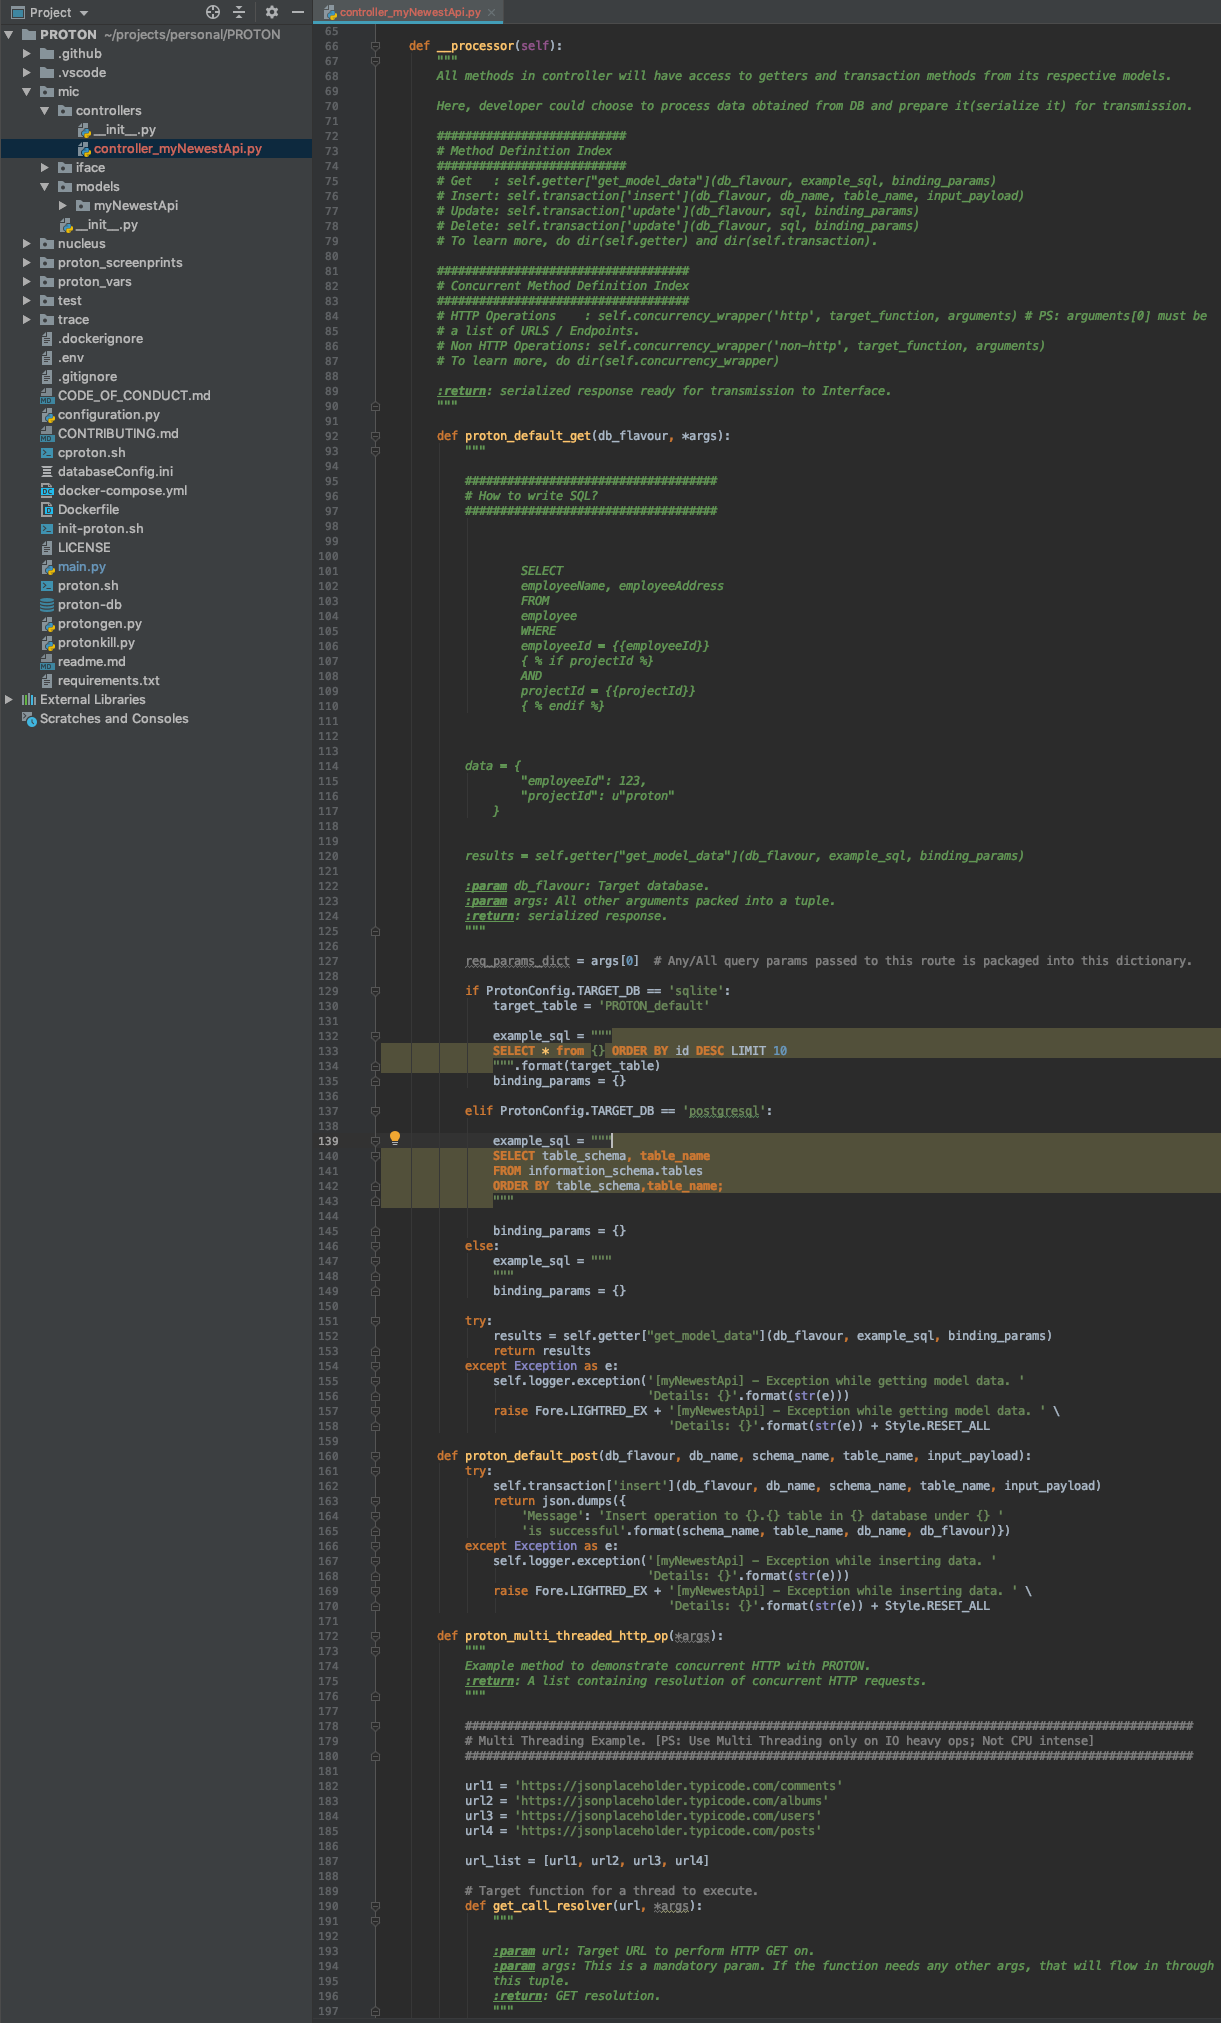 Project
PROTON ~/projects/personal/PROTON
.github
.vscode
mic
controllers
__init__.py
controller_myNewestApi.py
iface
models
myNewestApi
__init__.py
nucleus
proton_screenprints
proton_vars
test
trace
.dockerignore
.env
.gitignore
CODE_OF_CONDUCT.md
configuration.py
CONTRIBUTING.md
cproton.sh
databaseConfig.ini
docker-compose.yml
Dockerfile
init-proton.sh
LICENSE
main.py
proton.sh
proton-db
protongen.py
protonkill.py
readme.md
requirements.txt
External Libraries
Scratches and Consoles
controller_myNewestApi.py
65
66 def __processor(self):
67 """
68 All methods in controller will have access to getters and transaction methods from its respective models.
69
70 Here, developer could choose to process data obtained from DB and prepare it(serialize it) for transmission.
71
72 ###########################
73 # Method Definition Index
74 ###########################
75 # Get   : self.getter["get_model_data"](db_flavour, example_sql, binding_params)
76 # Insert: self.transaction['insert'](db_flavour, db_name, table_name, input_payload)
77 # Update: self.transaction['update'](db_flavour, sql, binding_params)
78 # Delete: self.transaction['update'](db_flavour, sql, binding_params)
79 # To learn more, do dir(self.getter) and dir(self.transaction).
80
81 ####################################
82 # Concurrent Method Definition Index
83 ####################################
84 # HTTP Operations    : self.concurrency_wrapper('http', target_function, arguments) # PS: arguments[0] must be
85 # a list of URLS / Endpoints.
86 # Non HTTP Operations: self.concurrency_wrapper('non-http', target_function, arguments)
87 # To learn more, do dir(self.concurrency_wrapper)
88
89 :return: serialized response ready for transmission to Interface.
90 """
91
92 def proton_default_get(db_flavour, *args):
93 """
94
95 ####################################
96 # How to write SQL?
97 ####################################
98
99
100
101 SELECT
102 employeeName, employeeAddress
103 FROM
104 employee
105 WHERE
106 employeeId = {{employeeId}}
107 { % if projectId %}
108 AND
109 projectId = {{projectId}}
110 { % endif %}
111
112
113
114 data = {
115 "employeeId": 123,
116 "projectId": u"proton"
117 }
118
119
120 results = self.getter["get_model_data"](db_flavour, example_sql, binding_params)
121
122 :param db_flavour: Target database.
123 :param args: All other arguments packed into a tuple.
124 :return: serialized response.
125 """
126
127 req_params_dict = args[0]  # Any/All query params passed to this route is packaged into this dictionary.
128
129 if ProtonConfig.TARGET_DB == 'sqlite':
130 target_table = 'PROTON_default'
131
132 example_sql = """
133 SELECT * from {} ORDER BY id DESC LIMIT 10
134 """.format(target_table)
135 binding_params = {}
136
137 elif ProtonConfig.TARGET_DB == 'postgresql':
138
139 example_sql = """
140 SELECT table_schema, table_name
141 FROM information_schema.tables
142 ORDER BY table_schema,table_name;
143 """
144
145 binding_params = {}
146 else:
147 example_sql = """
148 """
149 binding_params = {}
150
151 try:
152 results = self.getter["get_model_data"](db_flavour, example_sql, binding_params)
153 return results
154 except Exception as e:
155 self.logger.exception('[myNewestApi] - Exception while getting model data. '
156 'Details: {}'.format(str(e)))
157 raise Fore.LIGHTRED_EX + '[myNewestApi] - Exception while getting model data. ' \
158 'Details: {}'.format(str(e)) + Style.RESET_ALL
159
160 def proton_default_post(db_flavour, db_name, schema_name, table_name, input_payload):
161 try:
162 self.transaction['insert'](db_flavour, db_name, schema_name, table_name, input_payload)
163 return json.dumps({
164 'Message': 'Insert operation to {}.{} table in {} database under {} '
165 'is successful'.format(schema_name, table_name, db_name, db_flavour)})
166 except Exception as e:
167 self.logger.exception('[myNewestApi] - Exception while inserting data. '
168 'Details: {}'.format(str(e)))
169 raise Fore.LIGHTRED_EX + '[myNewestApi] - Exception while inserting data. ' \
170 'Details: {}'.format(str(e)) + Style.RESET_ALL
171
172 def proton_multi_threaded_http_op(*args):
173 """
174 Example method to demonstrate concurrent HTTP with PROTON.
175 :return: A list containing resolution of concurrent HTTP requests.
176 """
177
178 ########################################################################################################
179 # Multi Threading Example. [PS: Use Multi Threading only on IO heavy ops; Not CPU intense]
180 ########################################################################################################
181
182 url1 = 'https://jsonplaceholder.typicode.com/comments'
183 url2 = 'https://jsonplaceholder.typicode.com/albums'
184 url3 = 'https://jsonplaceholder.typicode.com/users'
185 url4 = 'https://jsonplaceholder.typicode.com/posts'
186
187 url_list = [url1, url2, url3, url4]
188
189 # Target function for a thread to execute.
190 def get_call_resolver(url, *args):
191 """
192
193 :param url: Target URL to perform HTTP GET on.
194 :param args: This is a mandatory param. If the function needs any other args, that will flow in through
195 this tuple.
196 :return: GET resolution.
197 """